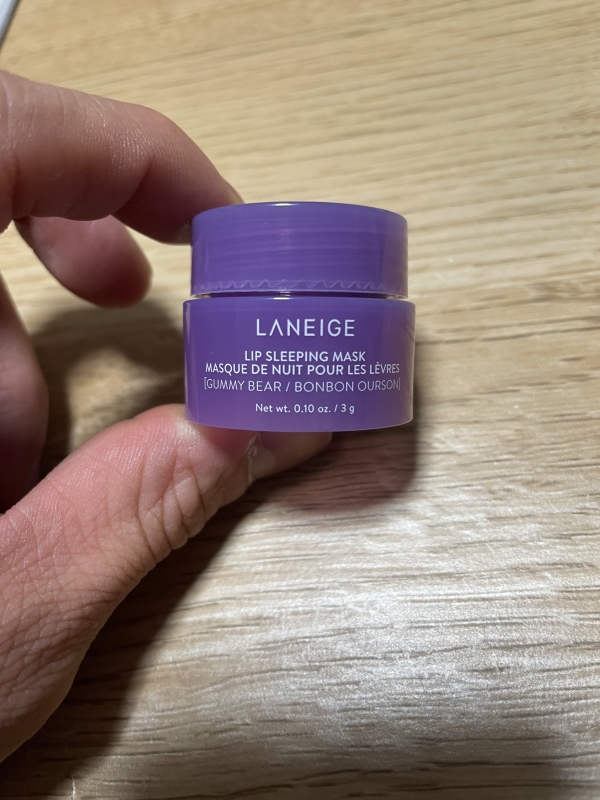 LANEIGE
LIP SLEEPING MASK
MASQUE DE NUIT POUR LES LÈVRES
[GUMMY BEAR / BONBON OURSON]
Net wt. 0.10 oz. / 3 g